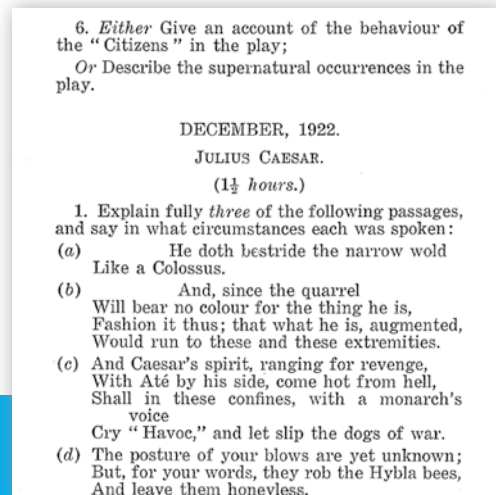 6. Either Give an account of the behaviour of
the “Citizens” in the play;
Or Describe the supernatural occurrences in the
play.
DECEMBER, 1922.
JULIUS CAESAR.
(1½ hours.)
1. Explain fully three of the following passages,
and say in what circumstances each was spoken:
(a) He doth bestride the narrow wold
Like a Colossus.
(b) And, since the quarrel
Will bear no colour for the thing he is,
Fashion it thus; that what he is, augmented,
Would run to these and these extremities.
(c) And Caesar’s spirit, ranging for revenge,
With Até by his side, come hot from hell,
Shall in these confines, with a monarch’s
voice
Cry “Havoc,” and let slip the dogs of war.
(d) The posture of your blows are yet unknown;
But, for your words, they rob the Hybla bees,
And leave them honeyless.